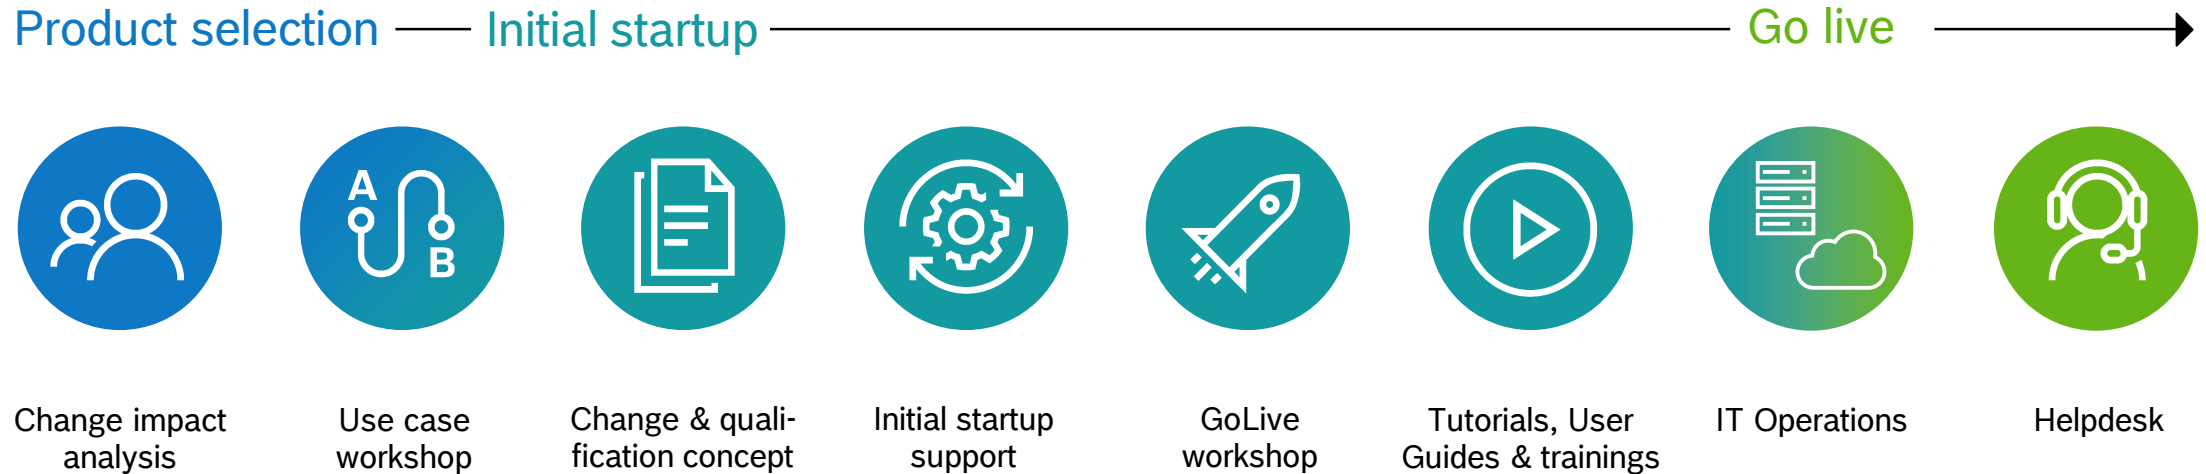 Product selection
Initial startup
Go live
A
B
Change impact
analysis
Use case
workshop
Change & quali-
fication concept
Initial startup
support
GoLive
workshop
Tutorials, User
Guides & trainings
IT Operations
Helpdesk